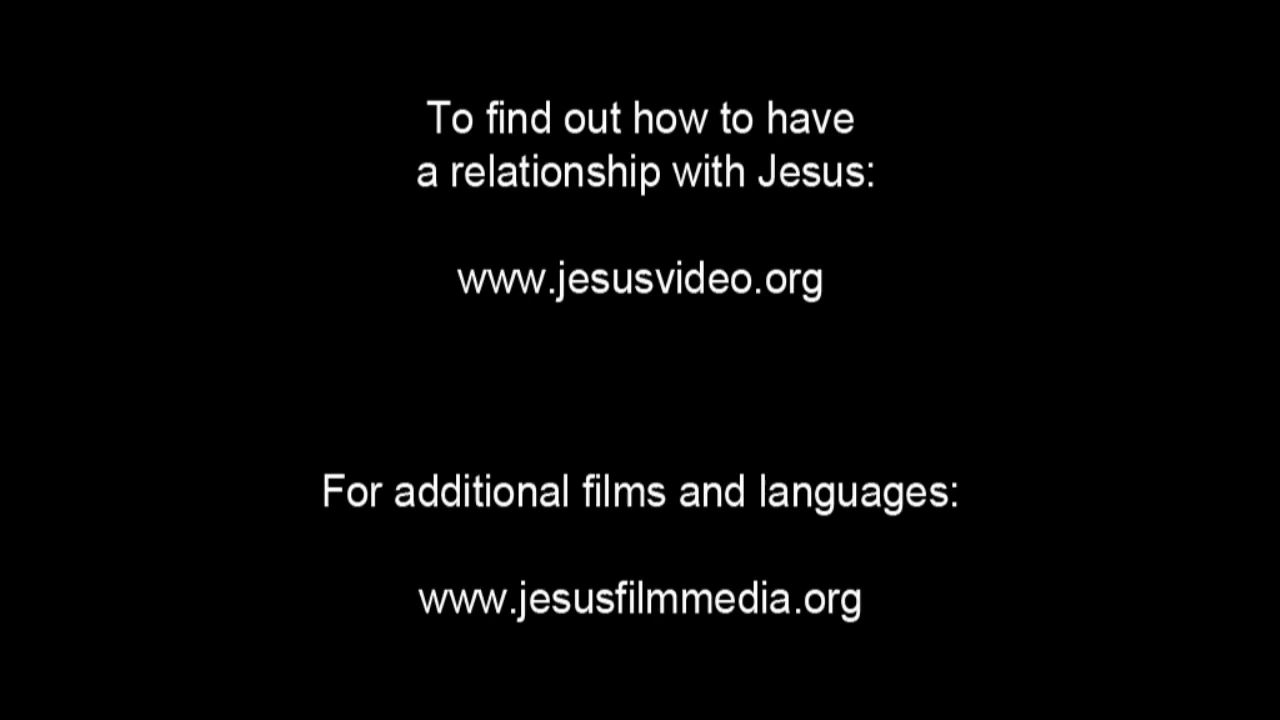 To find out how to have
a relationship with Jesus:
www.jesusvideo.org
For additional films and languages:
www.jesusfilmmedia.org